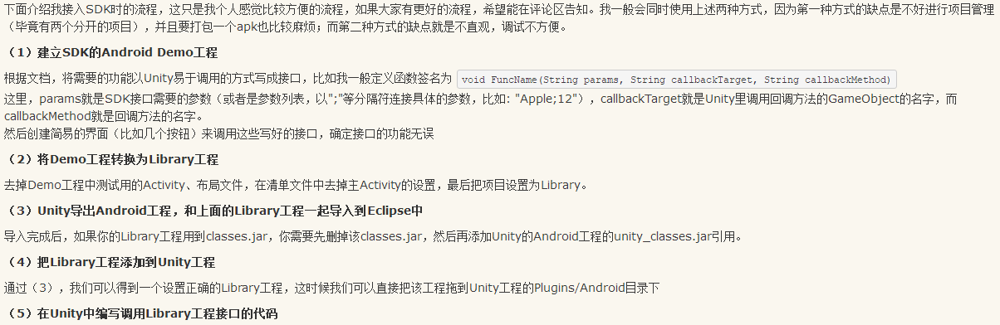 下面介绍我接入SDK时的流程，这只是我个人感觉比较方便的流程，如果大家有更好的流程，希望能在评论区告知。我一般会同时使用上述两种方式，因为第一种方式的缺点是不好进行项目管理
（毕竟有两个分开的项目），并且要打包一个apk也比较麻烦；而第二种方式的缺点就是不直观，调试不方便。
（1）建立SDK的Android Demo工程
根据文档，将需要的功能以Unity易于调用的方式写成接口，比如我一般定义函数签名为 void FuncName(String params, String callbackTarget, String callbackMethod)
这里，params就是SDK接口需要的参数（或者是参数列表，以";"等分隔符连接具体的参数，比如: "Apple;12"），callbackTarget就是Unity里调用回调方法的GameObject的名字，而
callbackMethod就是回调方法的名字。
然后创建简易的界面（比如几个按钮）来调用这些写好的接口，确定接口的功能无误
（2）将Demo工程转换为Library工程
去掉Demo工程中测试用的Activity、布局文件，在清单文件中去掉主Activity的设置，最后把项目设置为Library。
（3）Unity导出Android工程，和上面的Library工程一起导入到Eclipse中
导入完成后，如果你的Library工程用到classes.jar，你需要先删掉该classes.jar，然后再添加Unity的Android工程的unity_classes.jar引用。
（4）把Library工程添加到Unity工程
通过（3），我们可以得到一个设置正确的Library工程，这时候我们可以直接把该工程拖到Unity工程的Plugins/Android目录下
（5）在Unity中编写调用Library工程接口的代码